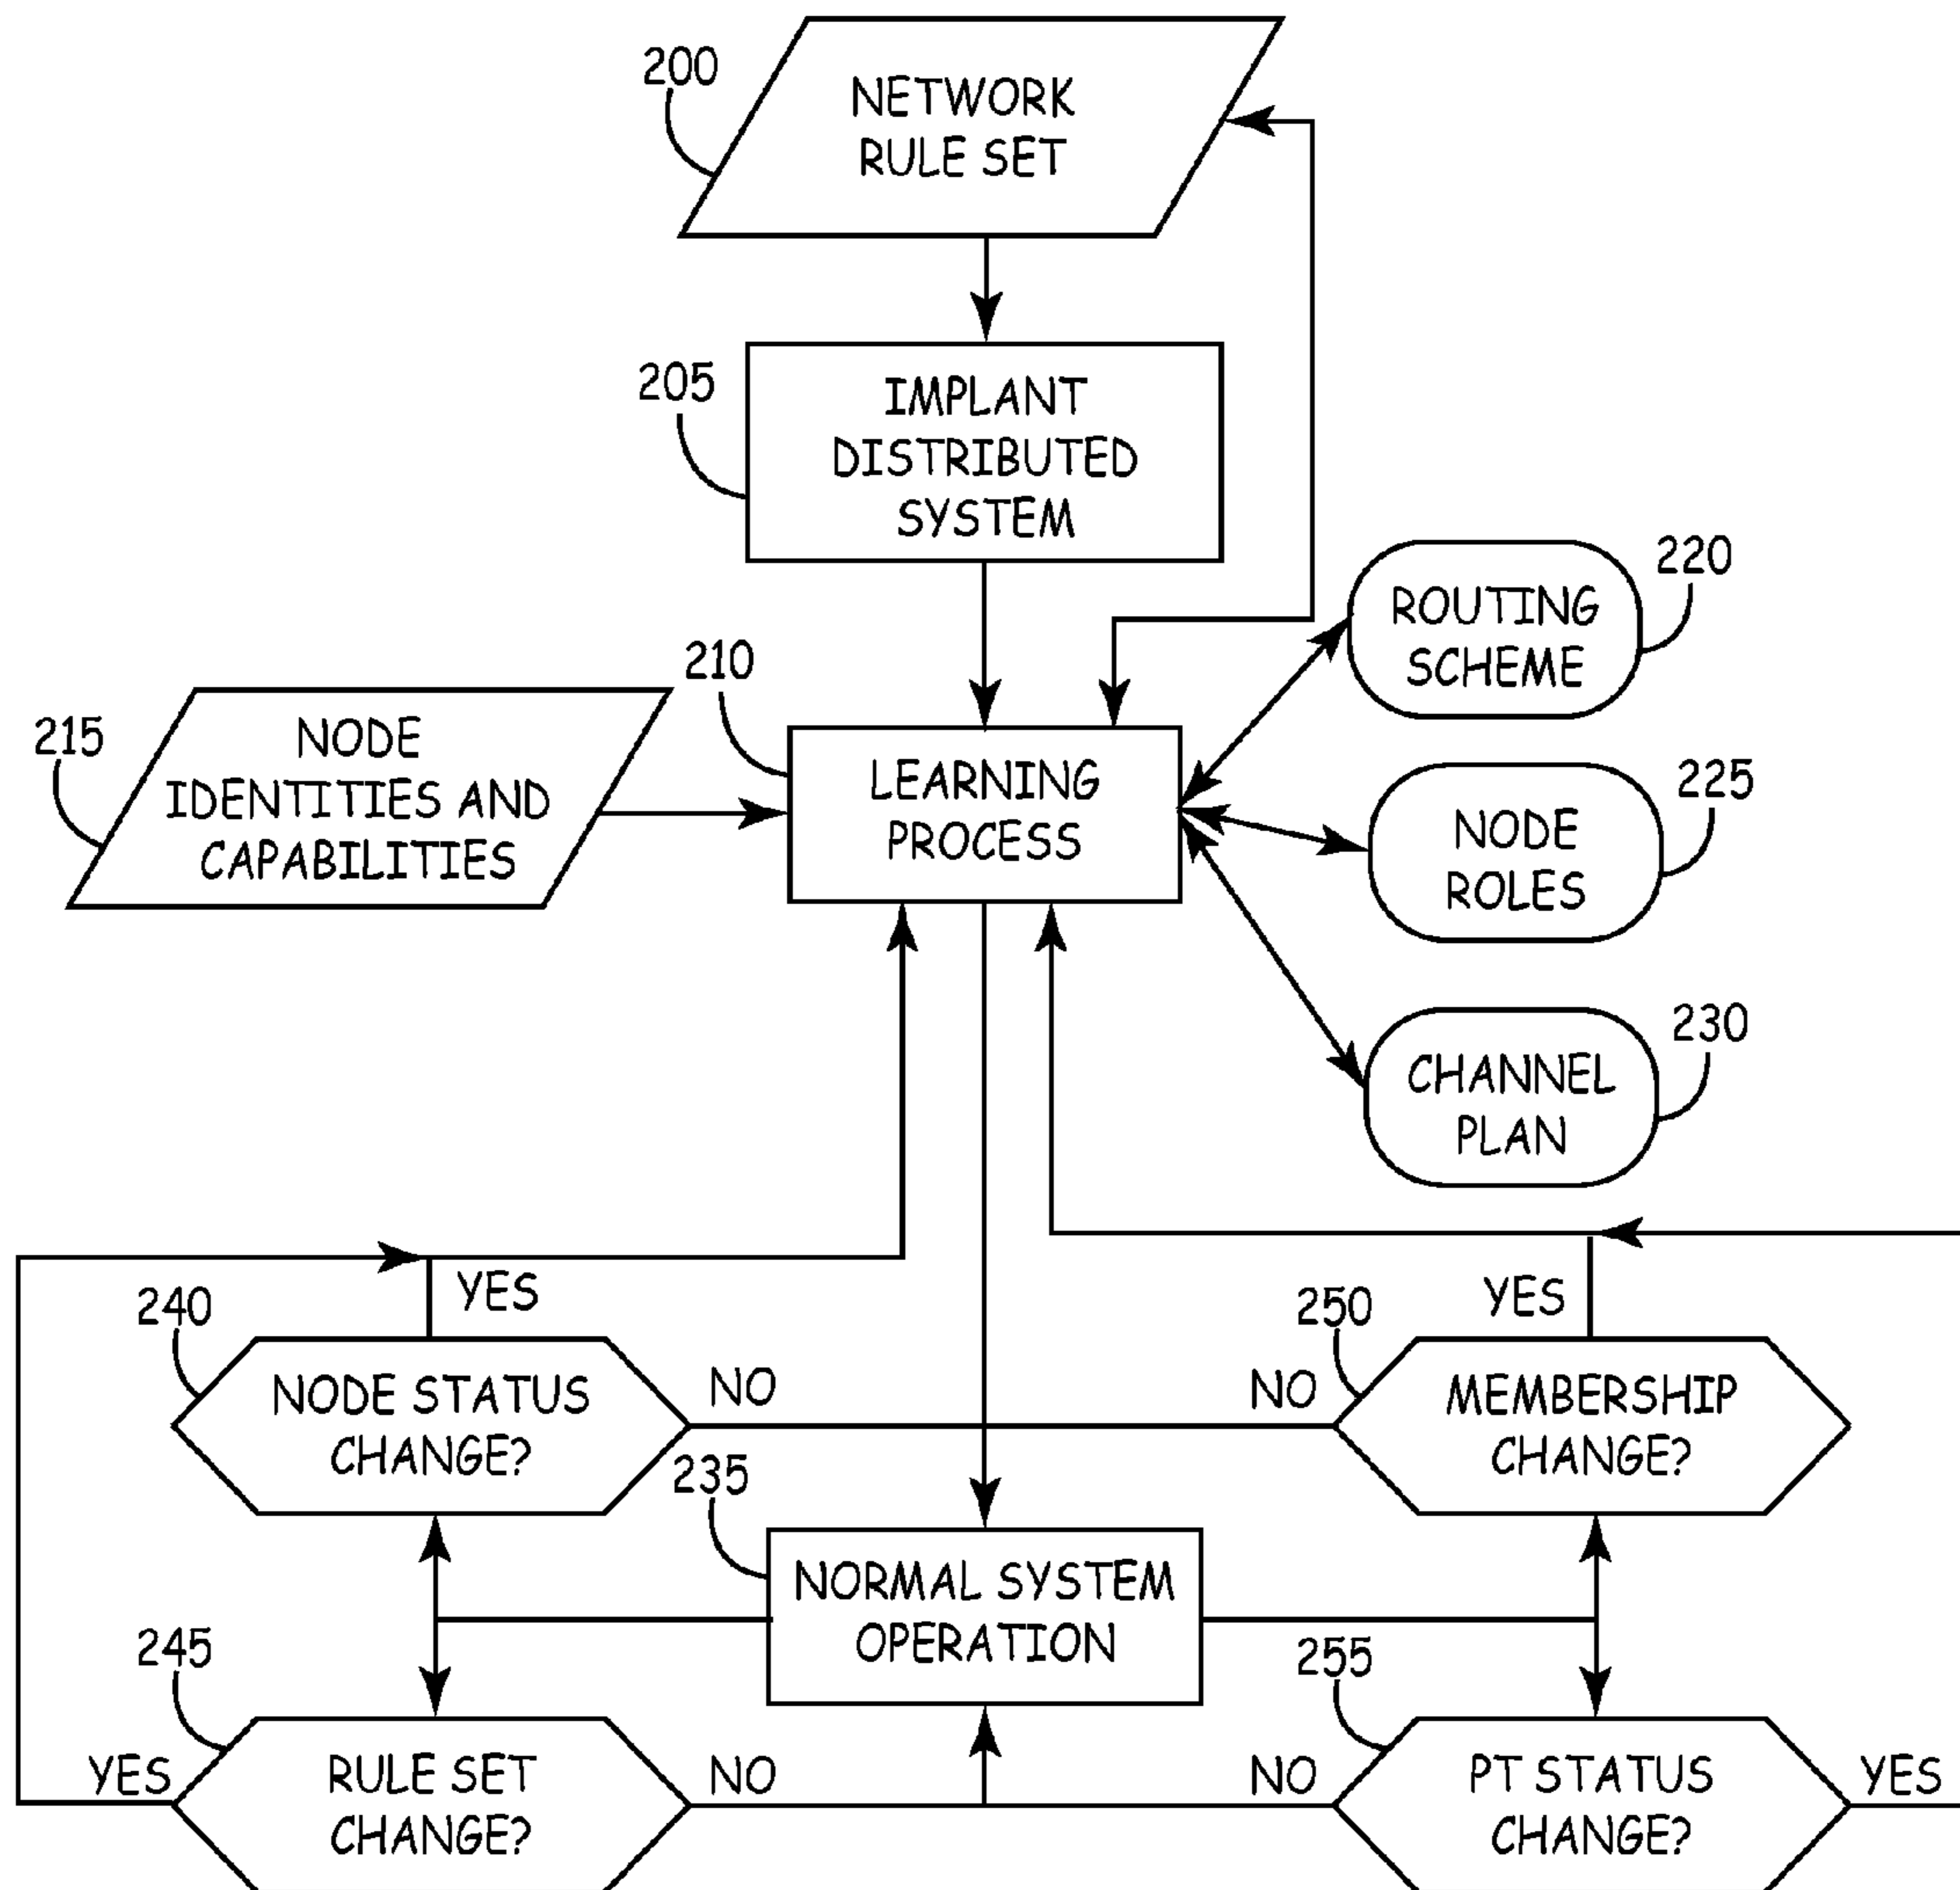 200
NETWORK
RULE SET
205
IMPLANT
DISTRIBUTED
SYSTEM
220
ROUTING
SCHEME
210
LEARNING
PROCESS
215
NODE
IDENTITIES AND
CAPABILITIES
225
NODE
ROLES
230
CHANNEL
PLAN
YES
YES
240
NODE STATUS
CHANGE?
NO
NO
250
MEMBERSHIP
CHANGE?
235
NORMAL SYSTEM
OPERATION
245
YES
RULE SET
CHANGE?
NO
NO
255
PT STATUS
CHANGE?
YES